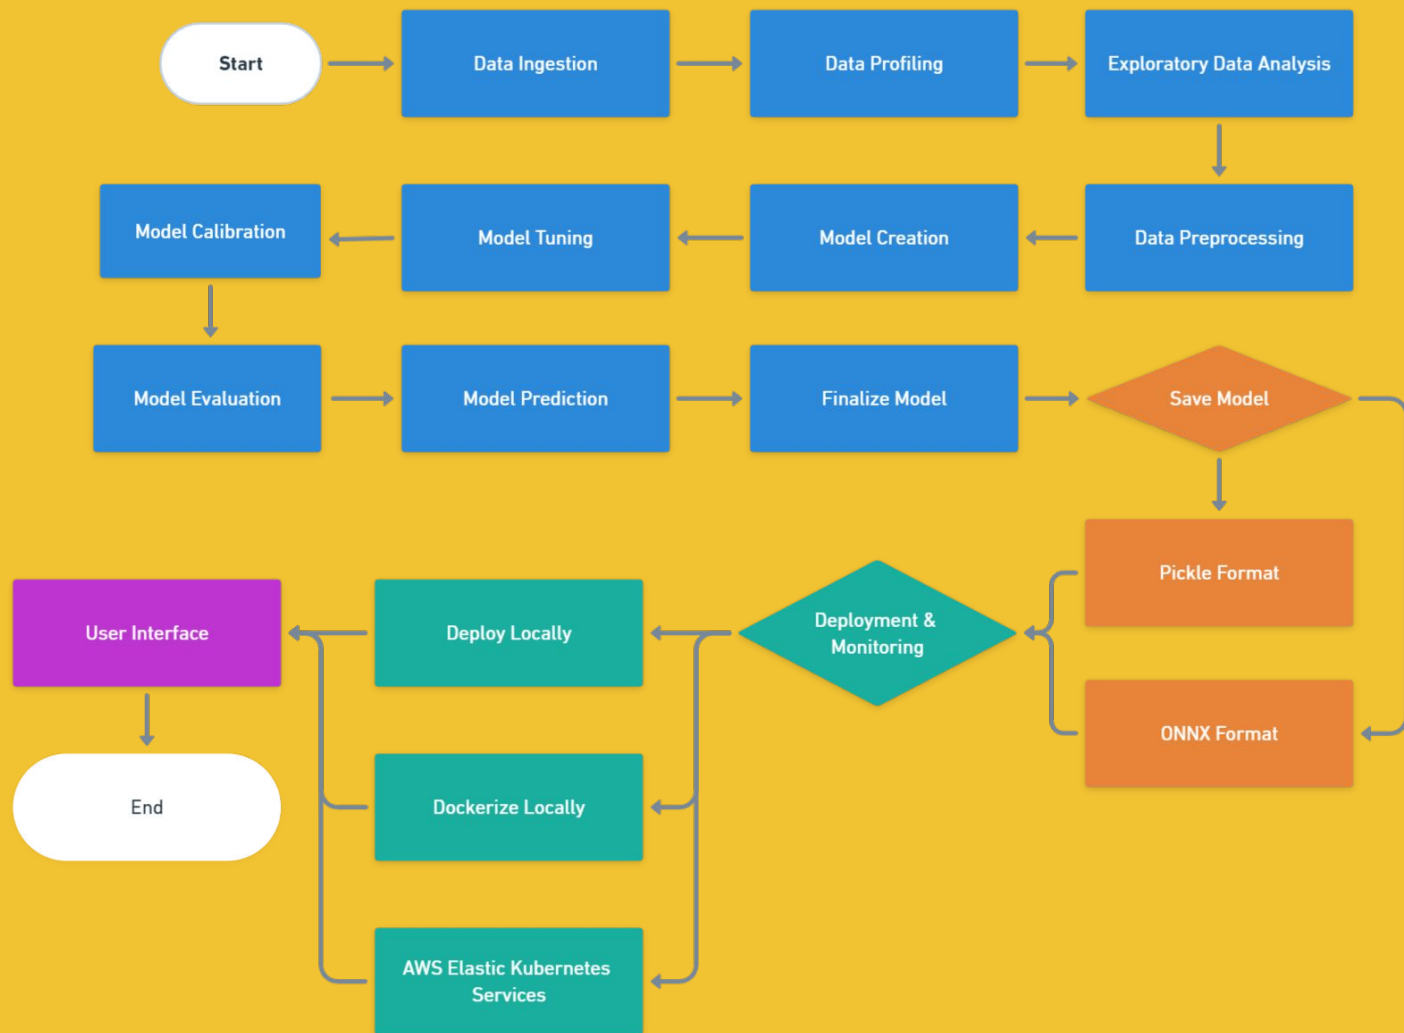 Start
Data Ingestion
Data Profiling
Exploratory Data Analysis
Model Calibration
Model Tuning
Model Creation
Data Preprocessing
Model Evaluation
Model Prediction
Finalize Model
Save Model
Pickle Format
User Interface
Deploy Locally
Deployment &
Monitoring
ONNX Format
End
Dockerize Locally
AWS Elastic Kubernetes
Services